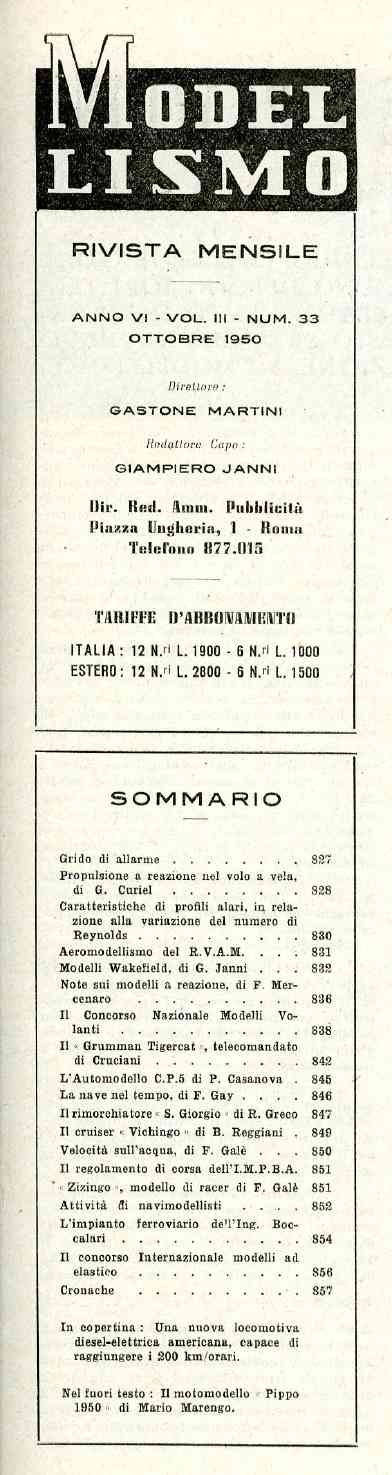 MODEL
LISMO
RIVISTA MENSILE
ANNO VI - VOL. III - NUM. 33
OTTOBRE 1950
Direttore:
GASTONE MARTINI
Redattore Capo:
GIAMPIERO JANNI
Dir. Red. Amm. Pubblicità
Piazza Ungheria, 1 - Roma
Telefono 877.015
TARIFFE D'ABBONAMENTO
ITALIA: 12 N.ri L. 1900 - 6 N.ri L. 1000
ESTERO: 12 N.ri L. 2800 - 6 N.ri L. 1500
SOMMARIO
Grido di allarme . . . . . . . . 827
Propulsione a reazione nel volo a vela,
di G. Curiel . . . . . . . . 828
Caratteristiche di profili alari, in rela-
zione alla variazione del numero di
Reynolds . . . . . . . . . . 830
Aeromodellismo del R.V.A.M. . . . 831
Modelli Wakefield, di G. Janni . . . 832
Note sui modelli a reazione, di F. Mer-
cenaro . . . . . . . . . . 836
Il Concorso Nazionale Modelli Vo-
lanti . . . . . . . . . . . 838
Il « Grumman Tigercat », telecomandato
di Cruciani . . . . . . . . . 842
L'Automodello C.P.5 di P. Casanova . 845
La nave nel tempo, di F. Gay . . . . 846
Il rimorchiatore « S. Giorgio » di R. Greco 847
Il cruiser « Vichingo » di B. Reggiani . 849
Velocità sull'acqua, di F. Galè . . . 850
Il regolamento di corsa dell'I.M.P.B.A. 851
« Zizingo », modello di racer di F. Galè 851
Attività di navimodellisti . . . . 852
L'impianto ferroviario dell'Ing. Boc-
calari . . . . . . . . . . . 854
Il concorso Internazionale modelli ad
elastico . . . . . . . . . . 856
Cronache . . . . . . . . . . 857
In copertina: Una nuova locomotiva
diesel-elettrica americana, capace di
raggiungere i 200 km/orari.
Nel fuori testo: Il motomodello « Pippo
1950 » di Mario Marengo.